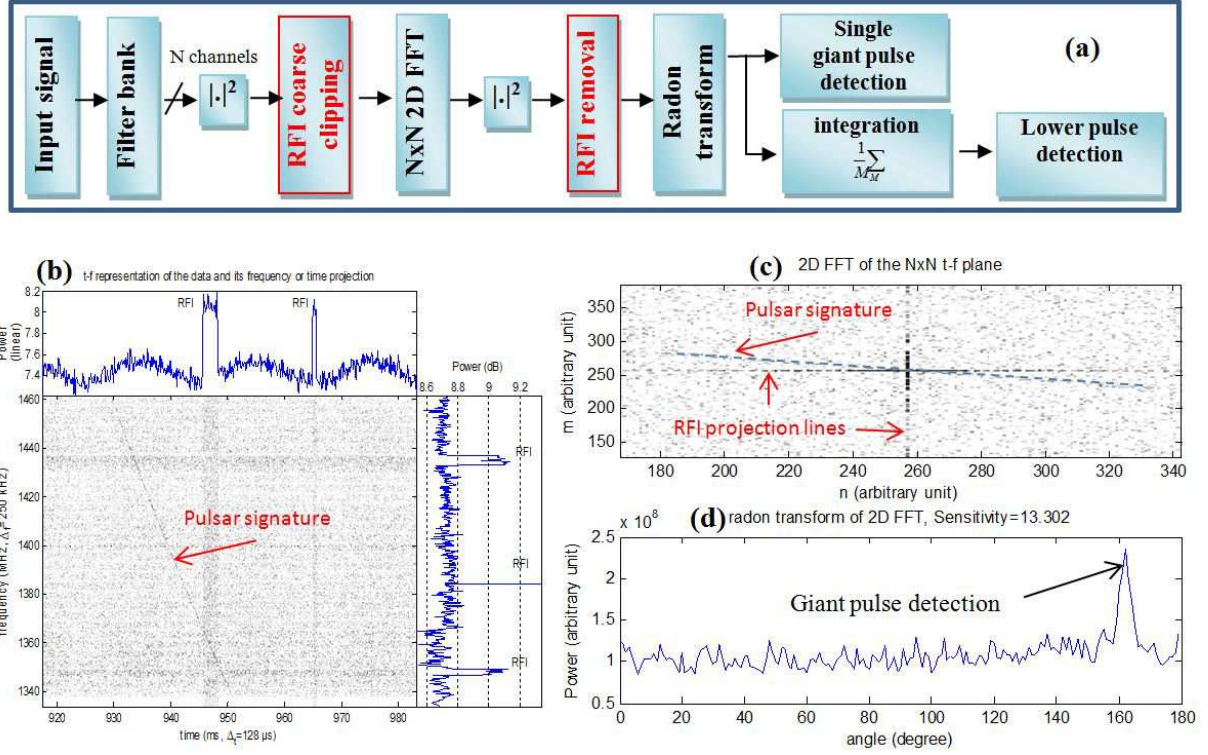 (a)
Input signal
Filter bank
N channels
|.|²
RFI coarse clipping
NxN 2D FFT
|.|²
RFI removal
Radon transform
Single
giant pulse
detection
integration
1/M ∑ M
Lower pulse
detection
(b)
t-f representation of the data and its frequency or time projection
Power
(linear)
8.2
8
7.8
7.6
7.4
RFI
RFI
Power (dB)
8.6 8.8 9 9.2
frequency (MHz, Δf= 250 kHz)
1460
1440
1420
1400
1380
1360
1340
Pulsar signature
RFI
RFI
RFI
920 930 940 950 960 970 980
time (ms, Δt=128 µs)
(c) 2D FFT of the NxN t-f plane
m (arbitrary unit)
350
300
250
200
150
Pulsar signature
RFI projection lines
180 200 220 240 260 280 300 320 340
n (arbitrary unit)
(d) radon transform of 2D FFT, Sensitivity=13.302
x 10⁸
Power (arbitrary unit)
2.5
2
1.5
1
0.5
Giant pulse detection
0 20 40 60 80 100 120 140 160 180
angle (degree)